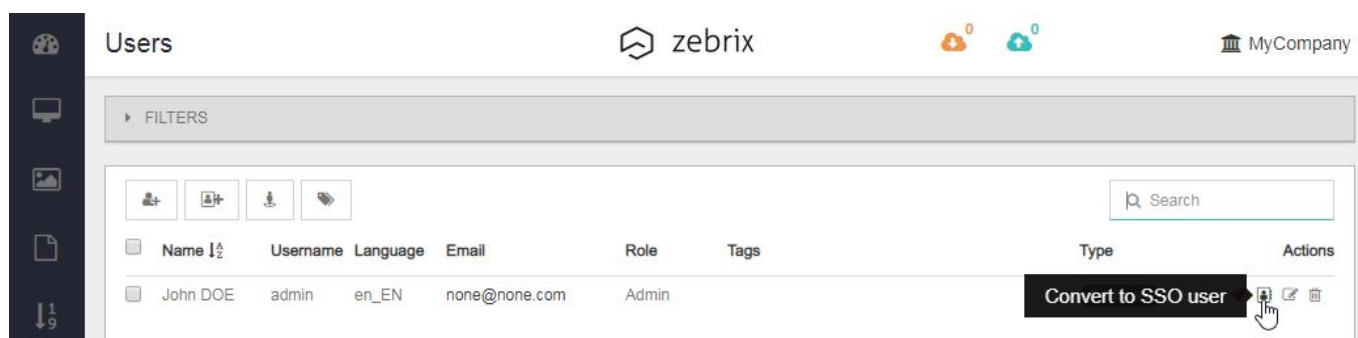 Users
zebrix
0
0
MyCompany
FILTERS
Search
Name
Username
Language
Email
Role
Tags
Type
Actions
John DOE
admin
en_EN
none@none.com
Admin
Convert to SSO user